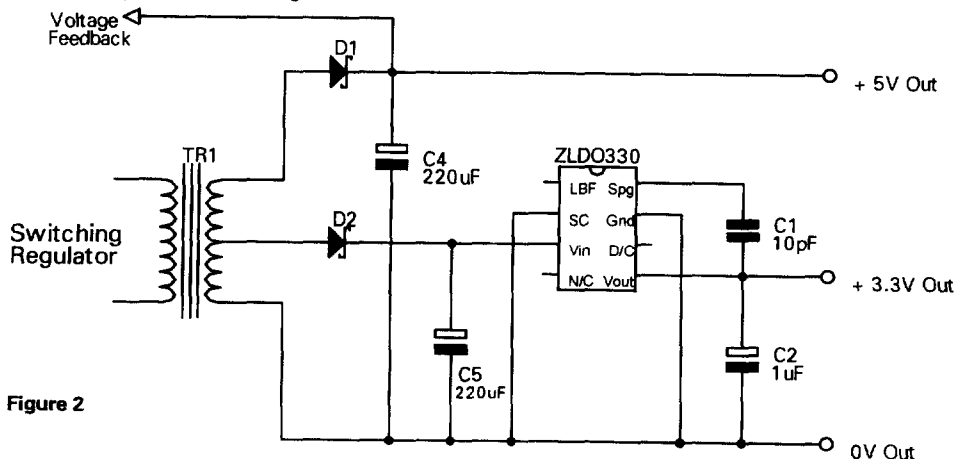 Voltage
Feedback
D1
+ 5V Out
TR1
C4
220uF
ZLDO330
LBF Spg
SC Gnd
Vin D/C
N/C Vout
C1
10pF
D2
Switching
Regulator
+ 3.3V Out
C5
220uF
C2
1uF
Figure 2
0V Out